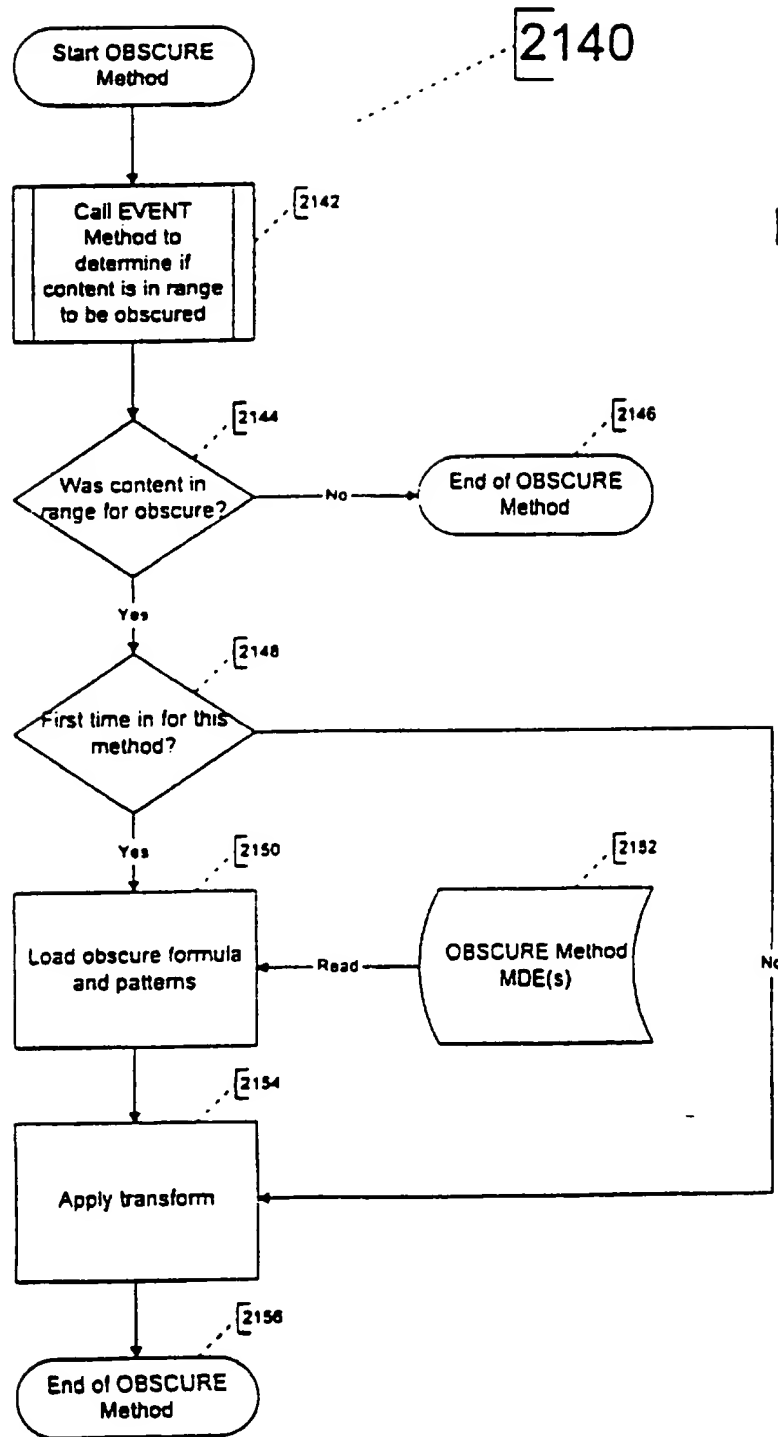 Start OBSCURE
Method
2140
Call EVENT
Method to
determine if
content is in range
to be obscured
2142
2144
Was content in
range for obscure?
No
2146
End of OBSCURE
Method
Yes
2148
First time in for this
method?
No
Yes
2150
Load obscure formula
and patterns
Read
2152
OBSCURE Method
MDE(s)
2154
Apply transform
2156
End of OBSCURE
Method